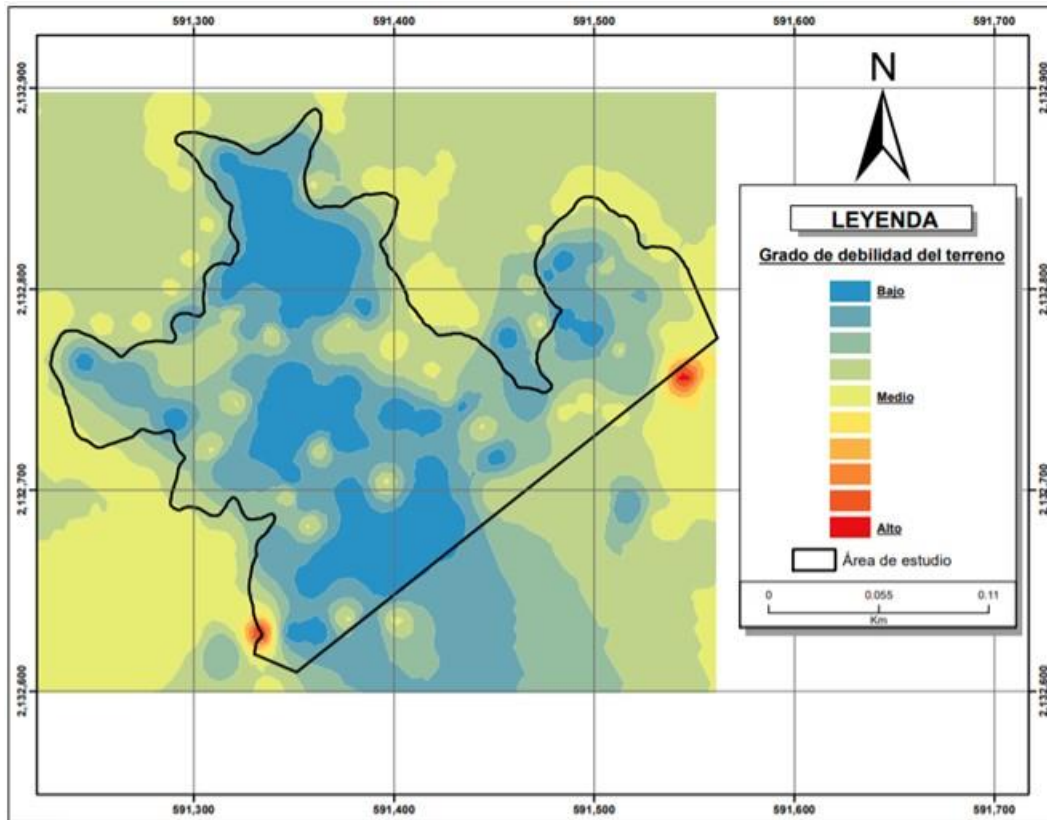 591,300 591,400 591,500 591,600 591,700
2,132,900 2,132,900
N
LEYENDA
Grado de debilidad del terreno
Bajo
2,132,800 2,132,800
Medio
2,132,700 2,132,700
Alto
Área de estudio
0 0.055 0.11
Km
2,132,600 2,132,600
591,300 591,400 591,500 591,600 591,700